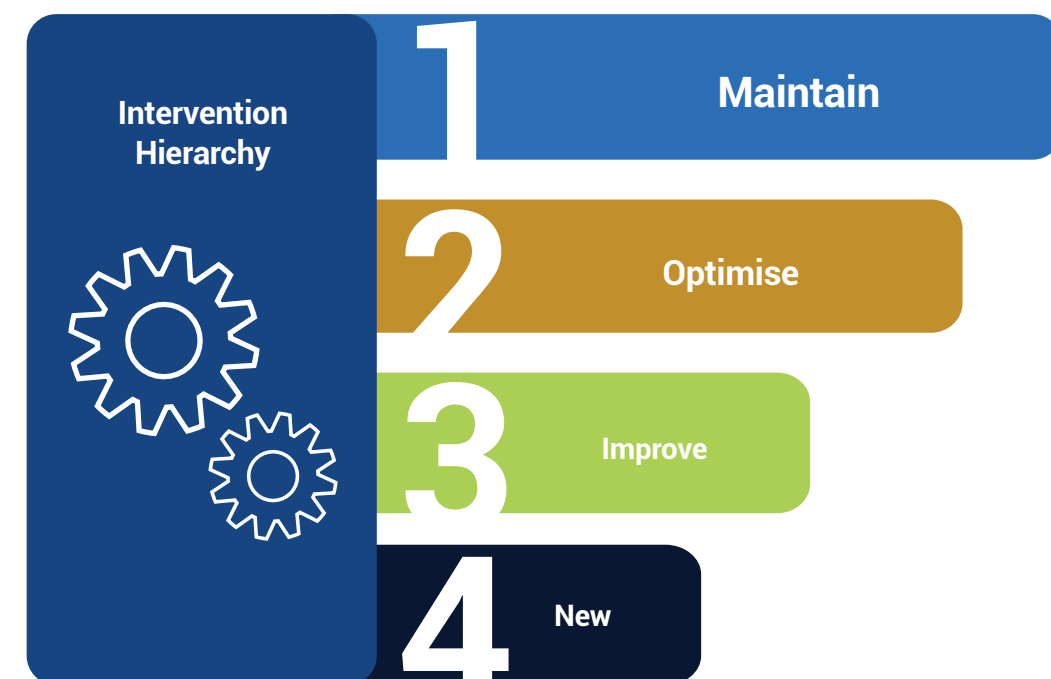 Intervention
Hierarchy
1
Maintain
2
Optimise
3
Improve
4
New